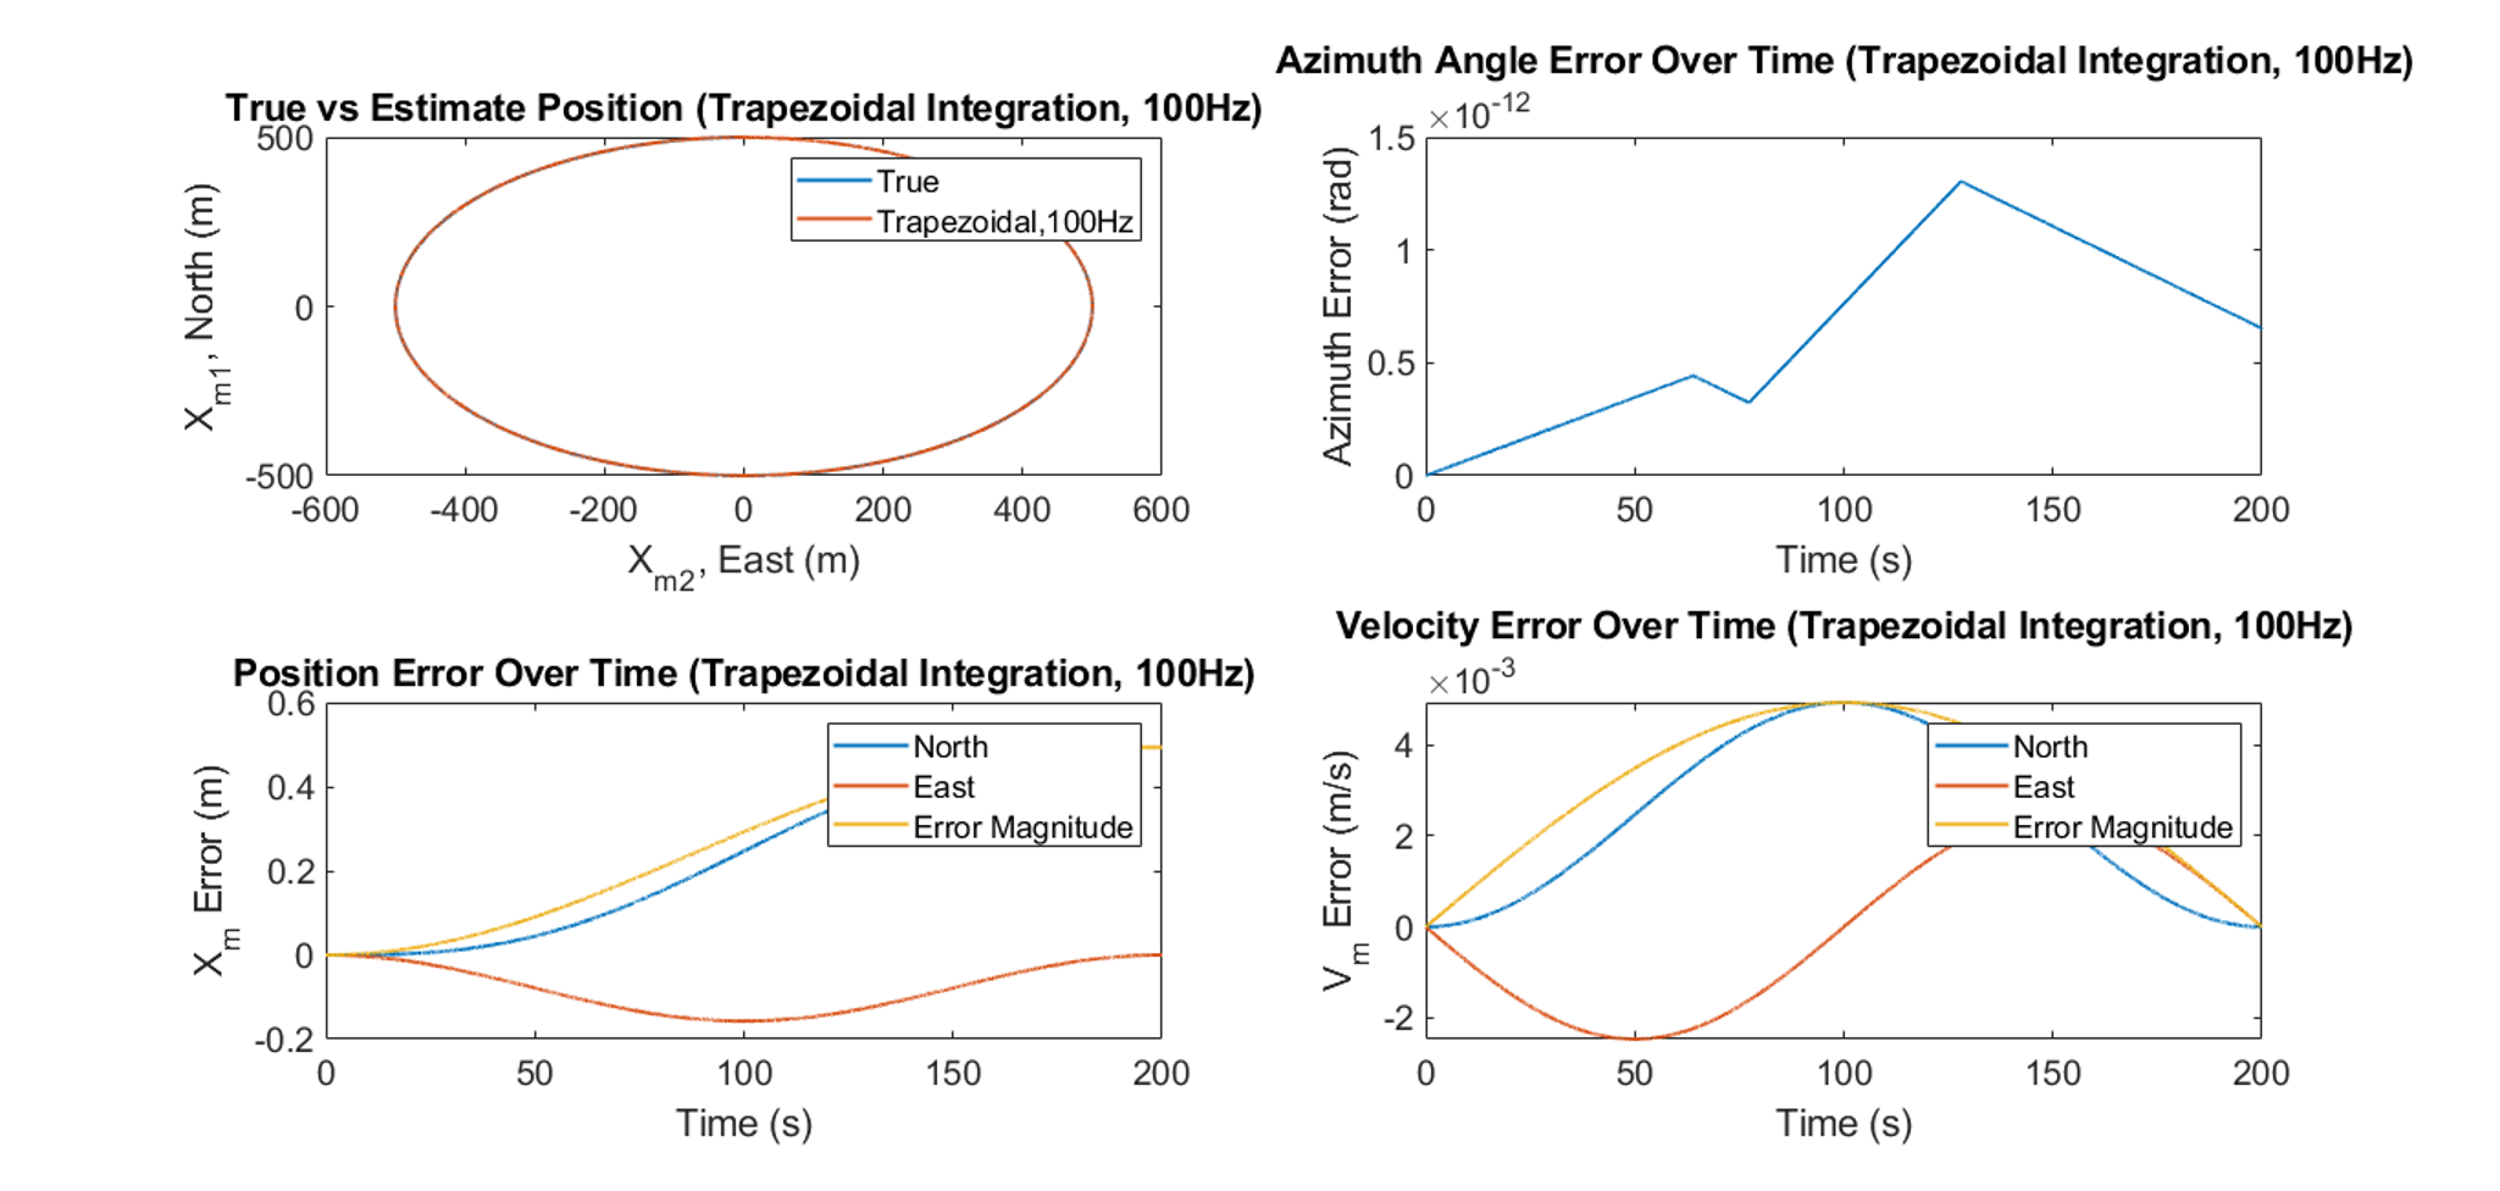 True vs Estimate Position (Trapezoidal Integration, 100Hz)
500
0
-500
X_m1, North (m)
True
Trapezoidal,100Hz
-600 -400 -200 0 200 400 600
X_m2, East (m)
Azimuth Angle Error Over Time (Trapezoidal Integration, 100Hz)
×10^-12
1.5
1
0.5
0
Azimuth Error (rad)
0 50 100 150 200
Time (s)
Position Error Over Time (Trapezoidal Integration, 100Hz)
0.6
0.4
0.2
0
-0.2
X_m Error (m)
North
East
Error Magnitude
0 50 100 150 200
Time (s)
Velocity Error Over Time (Trapezoidal Integration, 100Hz)
×10^-3
4
2
0
-2
V_m Error (m/s)
North
East
Error Magnitude
0 50 100 150 200
Time (s)